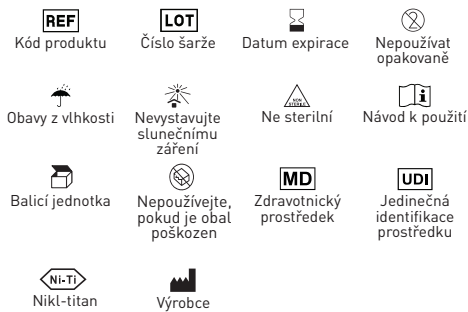 REF
LOT
2
Kód produktu
Číslo šarže
Datum expirace
Nepoužívat
opakovaně
NON
STERILE
i
Obavy z vlhkosti
Nevystavujte
slunečnímu
záření
Ne sterilní
Návod k použití
MD
UDI
Balicí jednotka
Nepoužívejte,
pokud je obal
poškozen
Zdravotnický
prostředek
Jedinečná
identifikace
prostředku
Ni-Ti
Nikl-titan
Výrobce